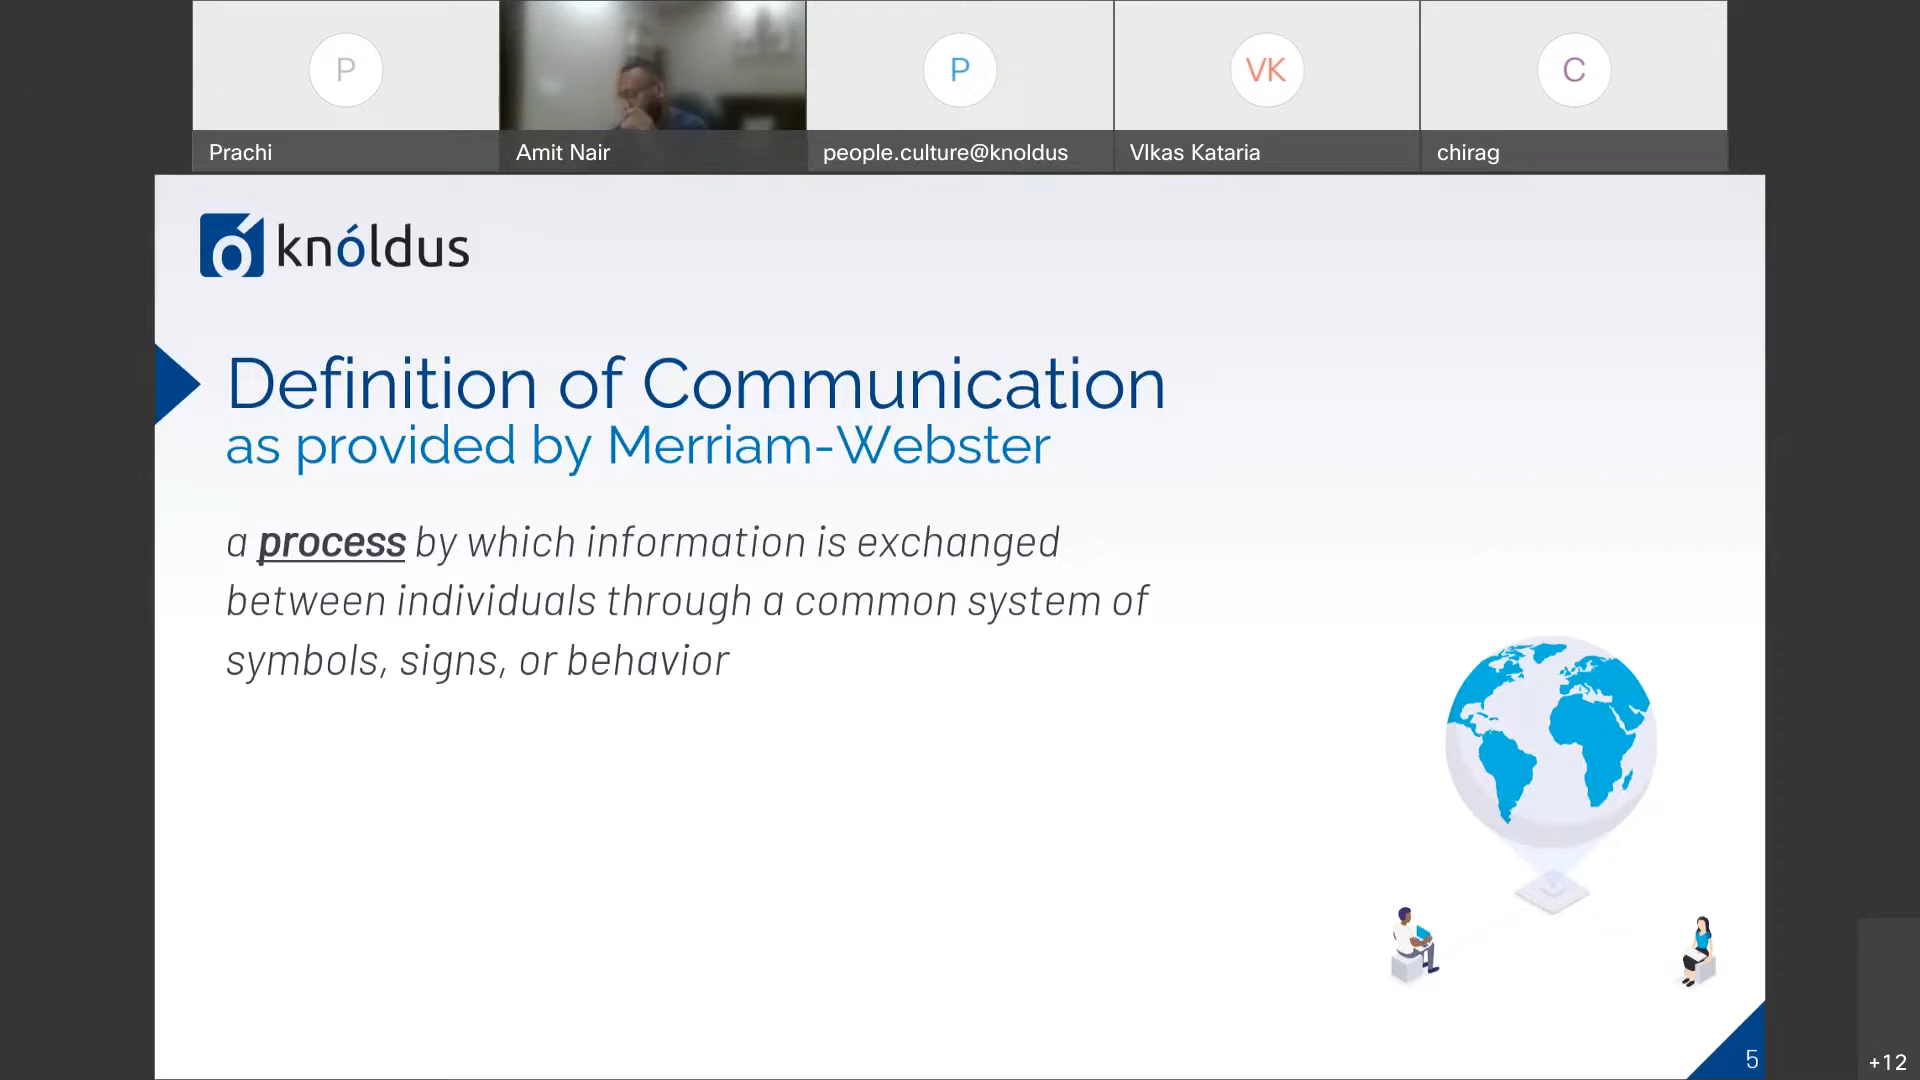 P
P
VK
C
Prachi
Amit Nair
people.culture@knoldus
VIkas Kataria
chirag
knóldus
Definition of Communication
as provided by Merriam-Webster
a process by which information is exchanged
between individuals through a common system of
symbols, signs, or behavior
5
+12